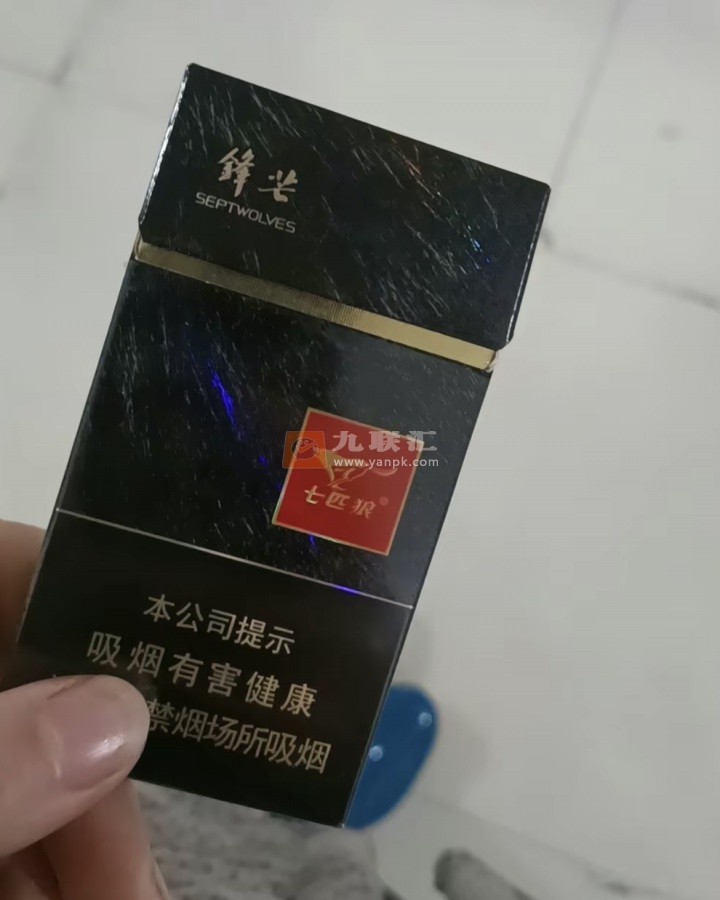 鋒芒
SEPTWOLVES
九联汇
www.yanpk.com
七匹狼®
本公司提示
吸烟有害健康
禁烟场所吸烟